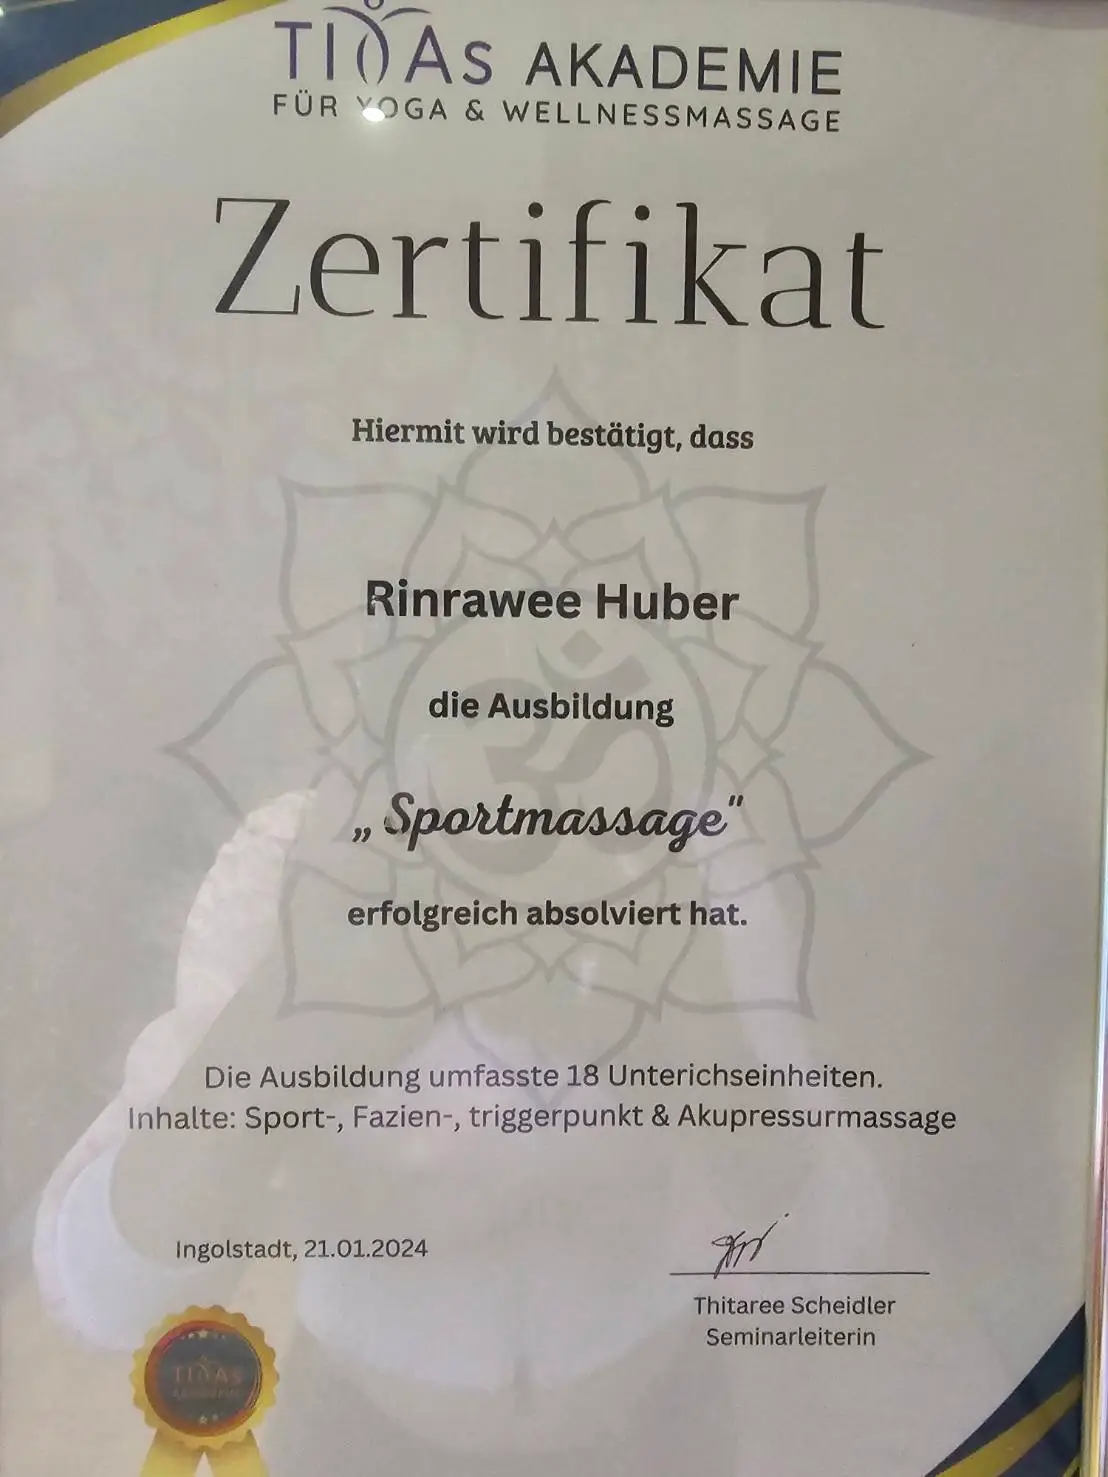 TIDAs AKADEMIE
FÜR YOGA & WELLNESSMASSAGE
Zertifikat
Hiermit wird bestätigt, dass
Rinrawee Huber
die Ausbildung
„Sportmassage"
erfolgreich absolviert hat.
Die Ausbildung umfasste 18 Unterichseinheiten.
Inhalte: Sport-, Fazien-, triggerpunkt & Akupressurmassage
Ingolstadt, 21.01.2024
Thitaree Scheidler
Seminarleiterin